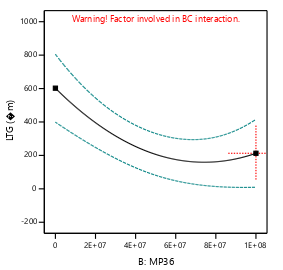 Warning! Factor involved in BC interaction.
1000
800
600
400
200
0
-200
LTG (�m)
0
2E+07
4E+07
6E+07
8E+07
1E+08
B: MP36